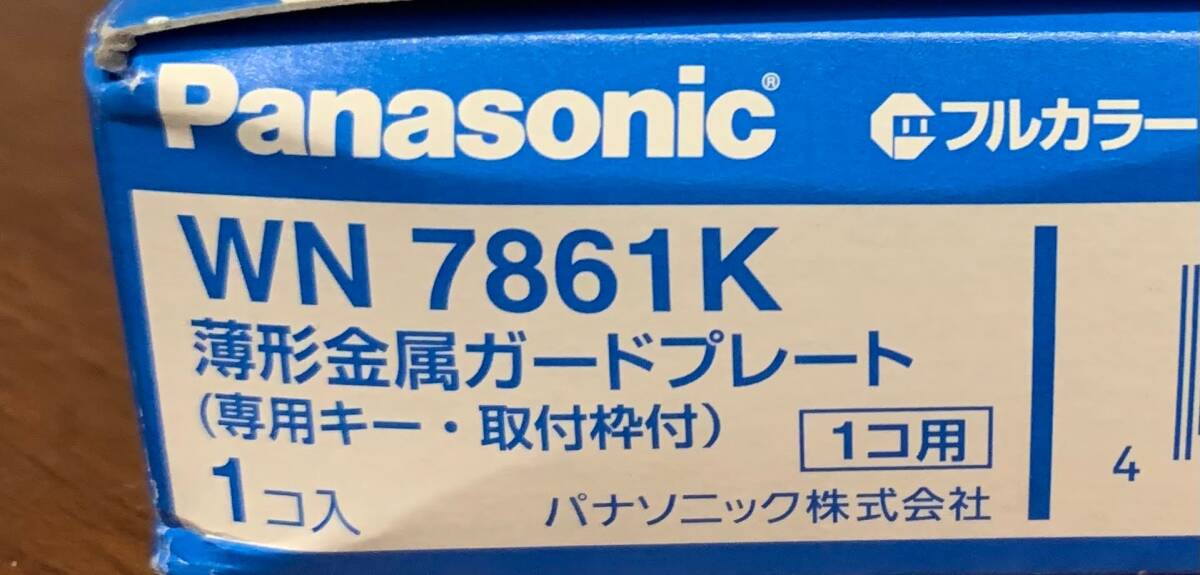 Panasonic®
フルカラー
WN 7861K
薄形金属ガードプレート
(専用キー・取付枠付)
1コ用
1コ入
パナソニック株式会社
4